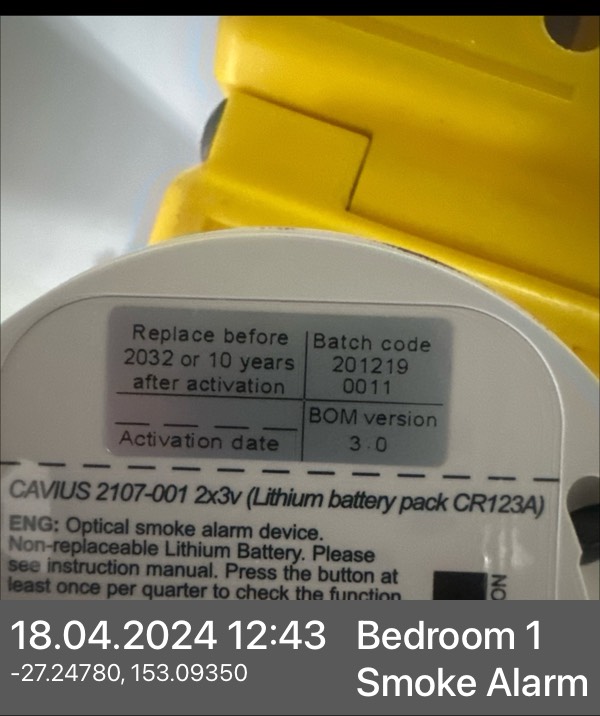 Replace before
2032 or 10 years
after activation
Batch code
201219
0011
Activation date
BOM version
3.0
CAVIUS 2107-001 2x3v (Lithium battery pack CR123A)
ENG: Optical smoke alarm device.
Non-replaceable Lithium Battery. Please
see instruction manual. Press the button at
least once per quarter to check the function
ON
18.04.2024 12:43
-27.24780, 153.09350
Bedroom 1
Smoke Alarm